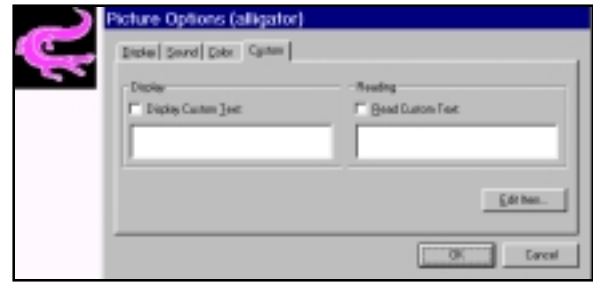 Picture Options (alligator)
Display Sound Color Custom
Display
Display Custom Text:
Reading
Read Custom Text:
Edit Item...
OK Cancel